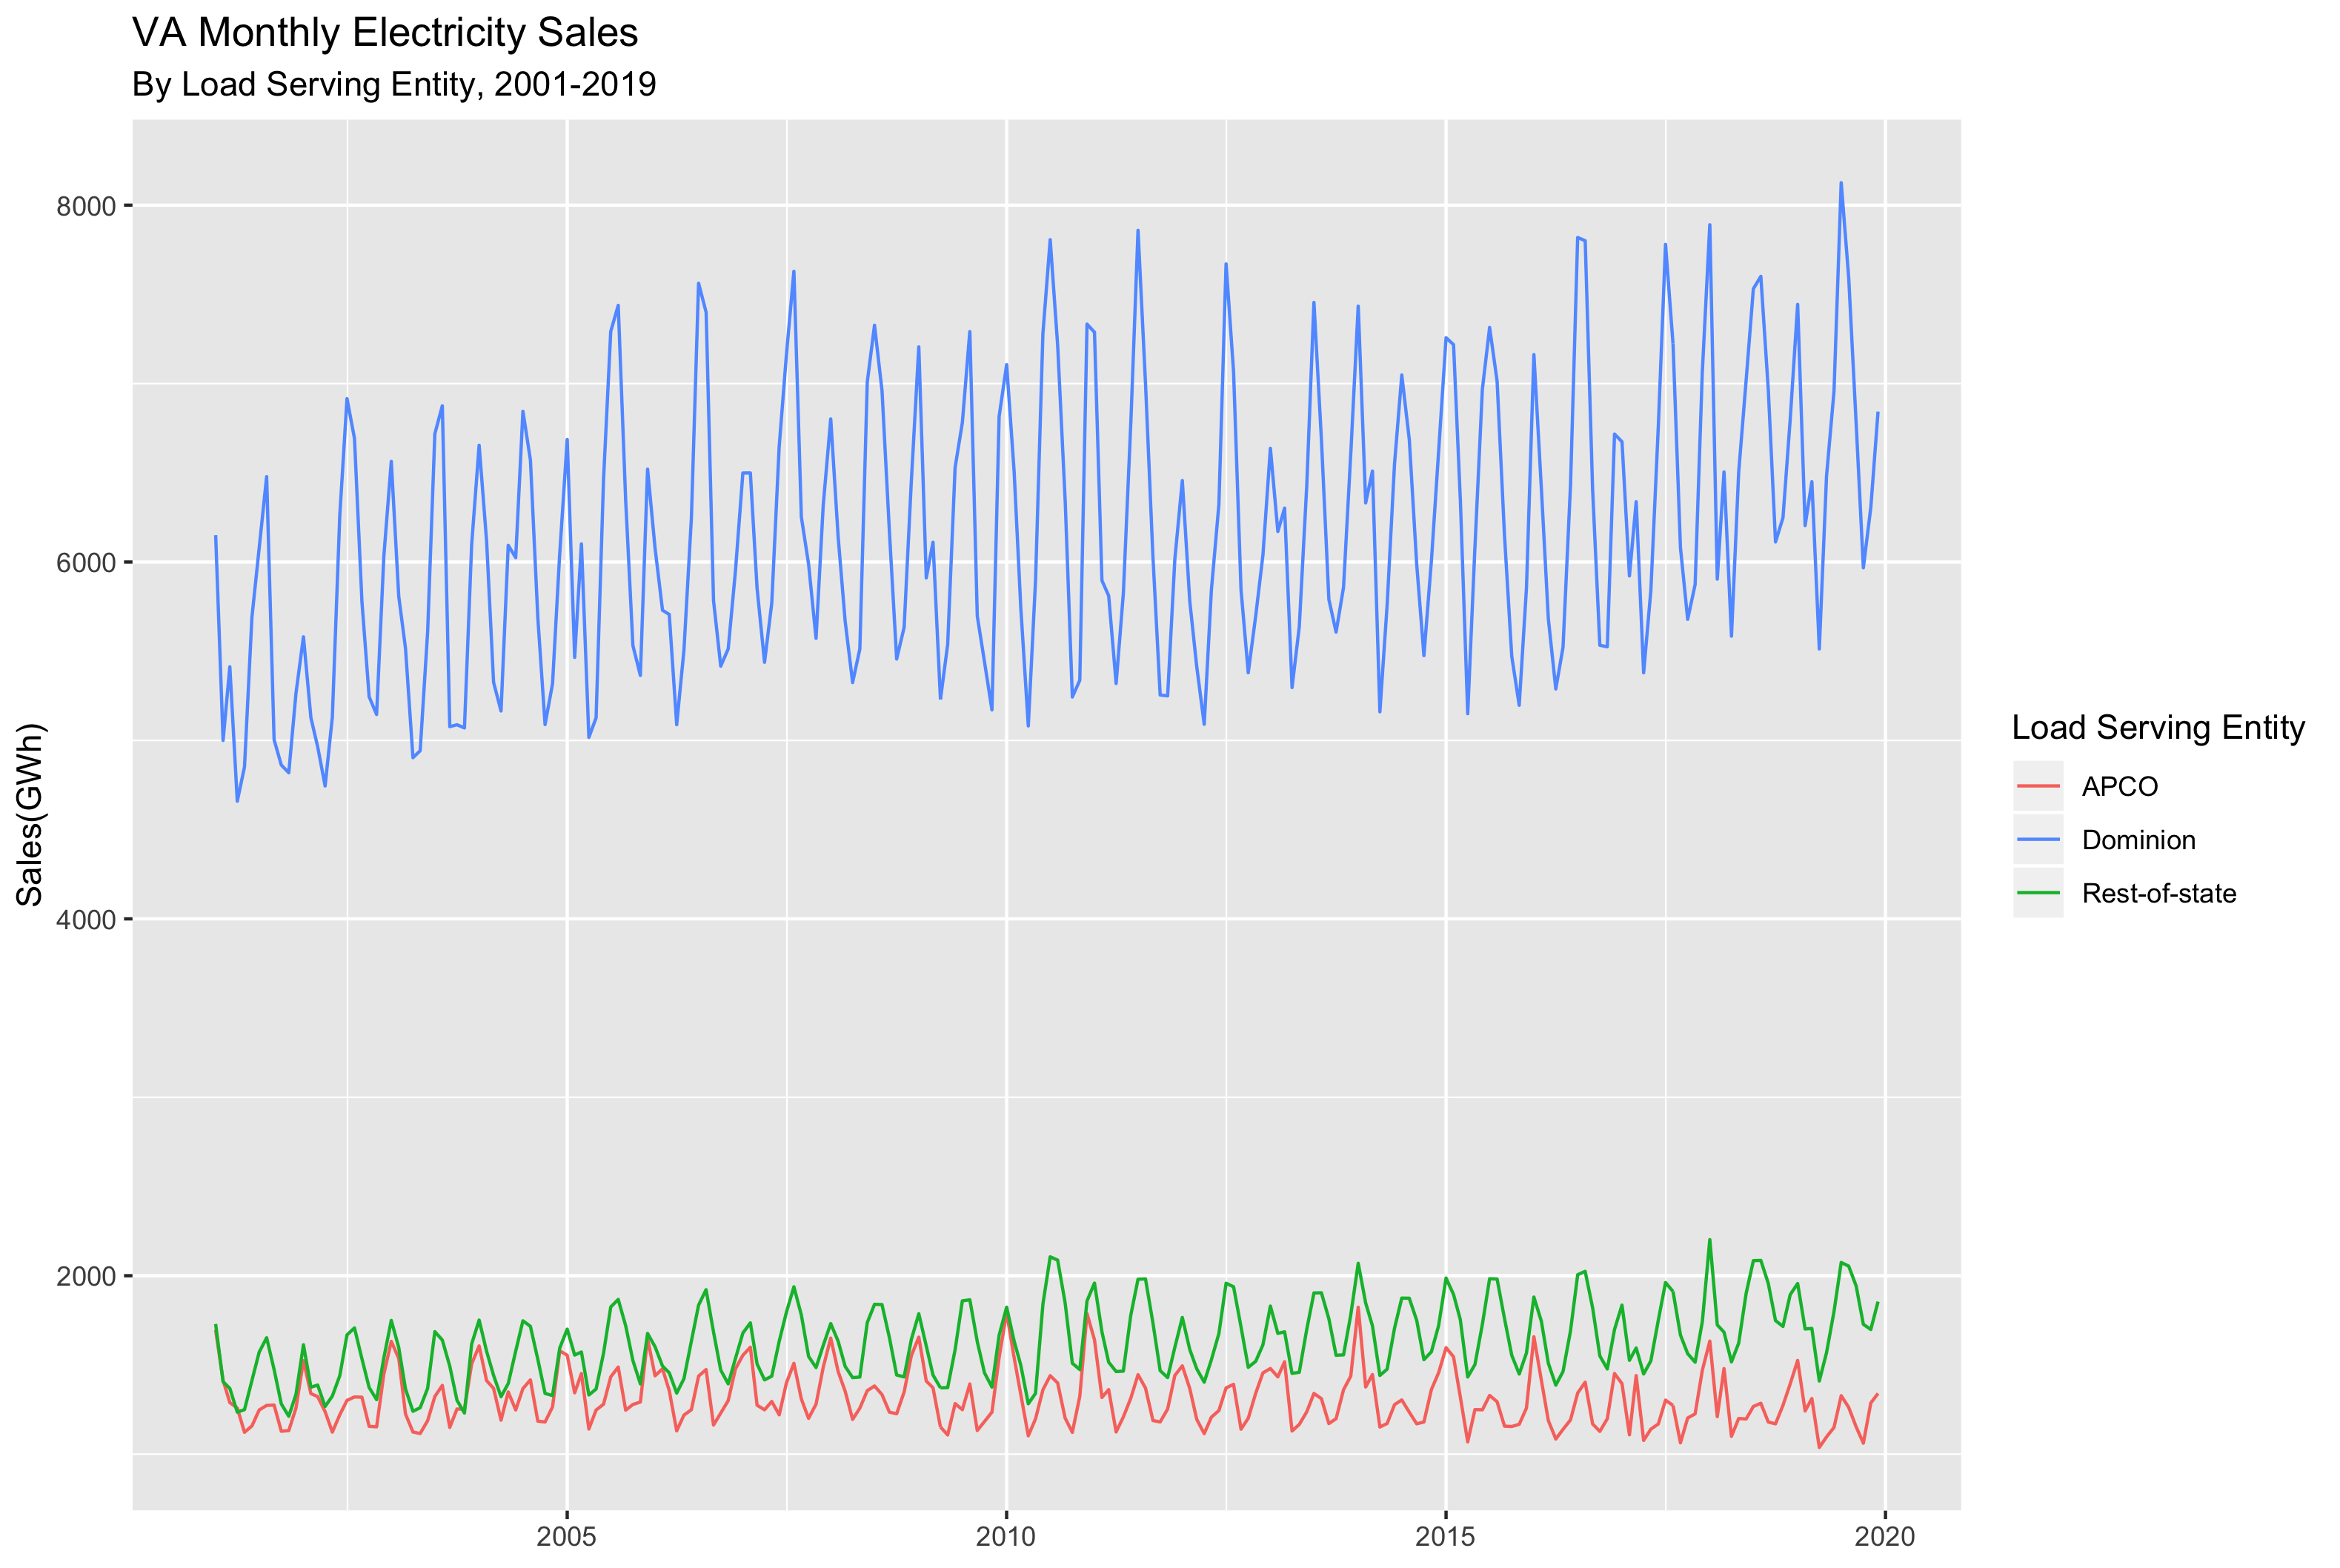 VA Monthly Electricity Sales
By Load Serving Entity, 2001-2019
8000
6000
4000
2000
Sales(GWh)
2005
2010
2015
2020
Load Serving Entity
APCO
Dominion
Rest-of-state